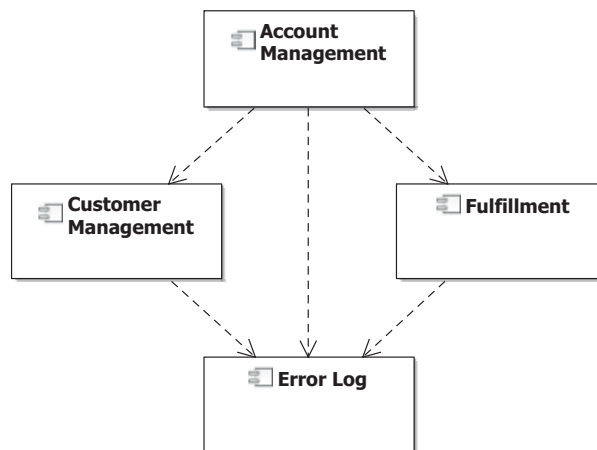 Account
Management
Customer
Management
Fulfillment
Error Log